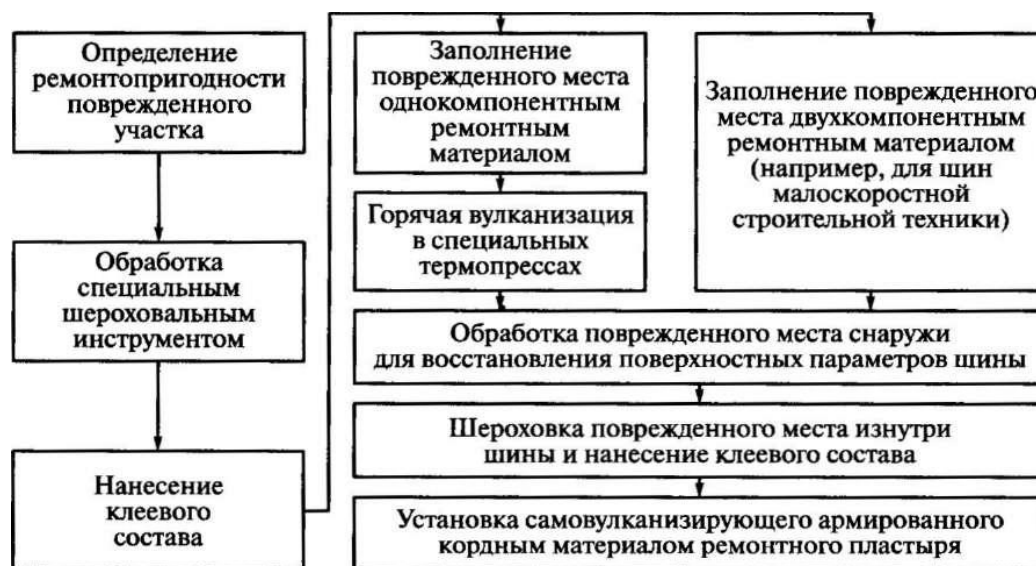 Определение
ремонтопригодности
поврежденного
участка
Обработка
специальным
шероховальным
инструментом
Нанесение
клеевого
состава
Заполнение
поврежденного места
однокомпонентным
ремонтным
материалом
Горячая вулканизация
в специальных
термопрессах
Заполнение поврежденного
места двухкомпонентным
ремонтным материалом
(например, для шин
малоскоростной
строительной техники)
Обработка поврежденного места снаружи
для восстановления поверхностных параметров шины
Шероховка поврежденного места изнутри
шины и нанесение клеевого состава
Установка самовулканизирующего армированного
кордным материалом ремонтного пластыря